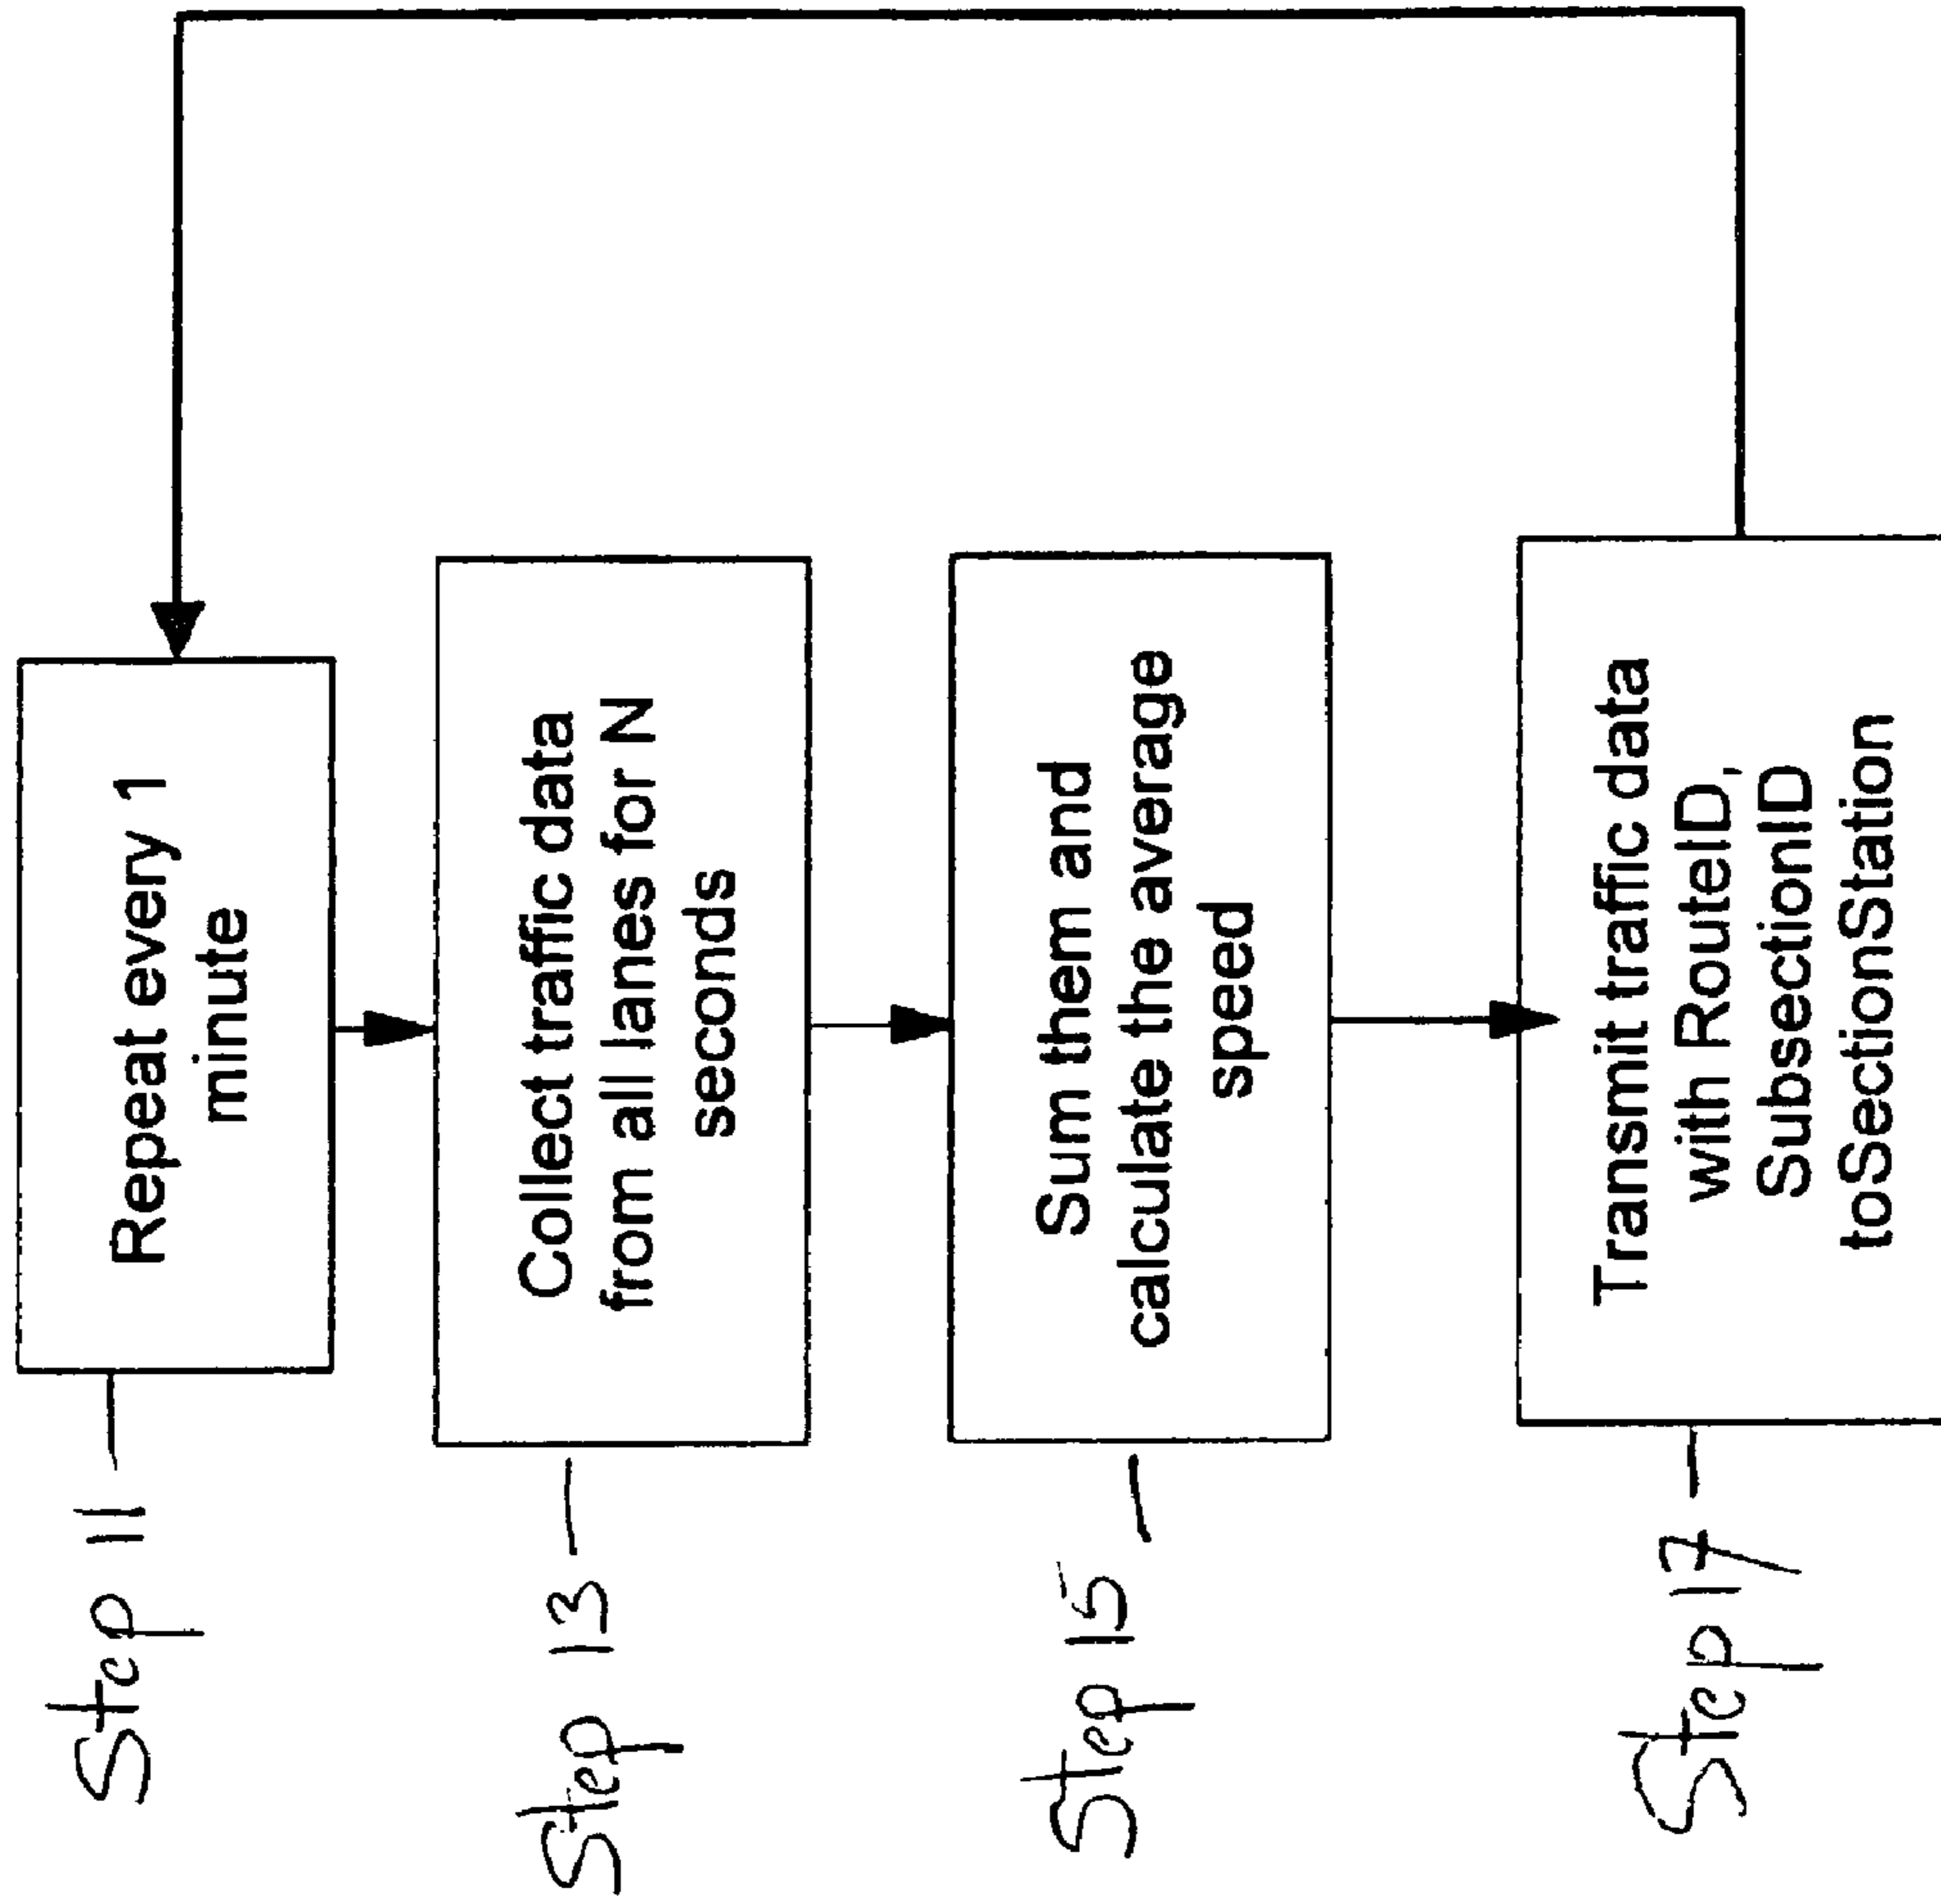 Step 11
Repeat every 1
minute
Step 13
Collect traffic data
from all lanes for N
seconds
Step 15
Sum them and
calculate the average
speed
Step 17
Transmit traffic data
with RouteID,
SubsectionID
toSectionStation